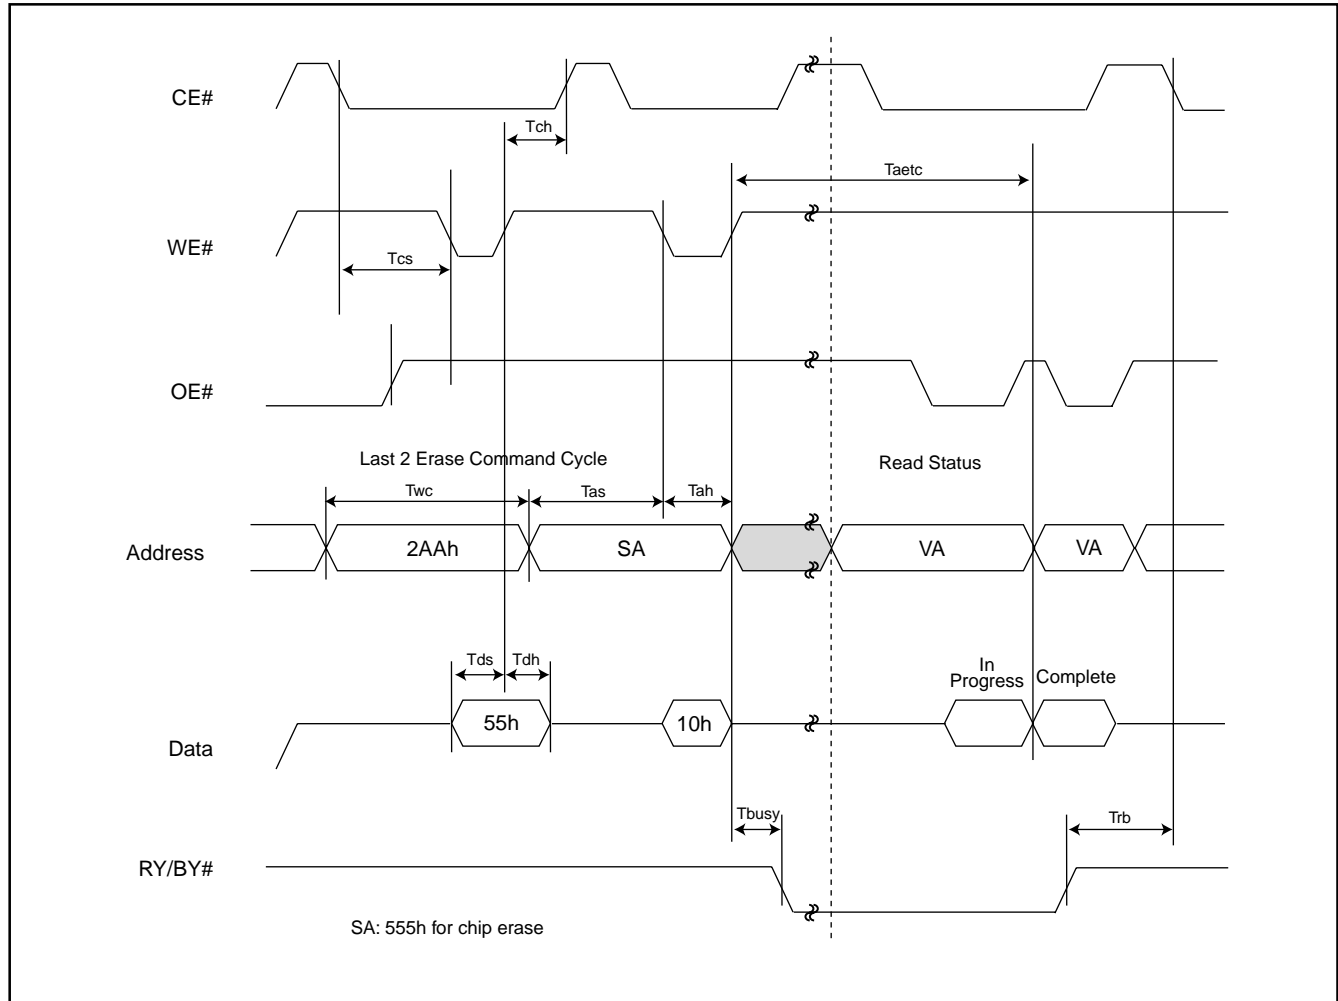 CE#
Tch
Taetc
WE#
Tcs
OE#
Last 2 Erase Command Cycle
Read Status
Twc
Tas
Tah
Address
2AAh
SA
VA
VA
Tds
Tdh
In
Progress
Complete
55h
10h
Data
Tbusy
Trb
RY/BY#
SA: 555h for chip erase